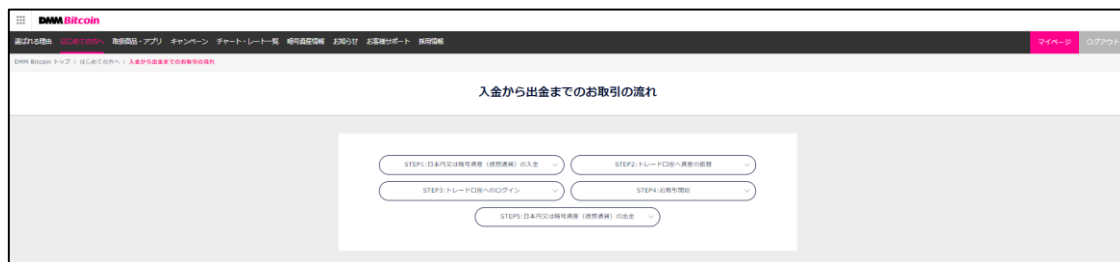 DMM Bitcoin
選ばれる理由 はじめての方へ 取扱商品・アプリ キャンペーン チャート・レート一覧 暗号資産情報 お知らせ お客様サポート 採用情報 マイページ ログアウト
DMM Bitcoin トップ > はじめての方へ > 入金から出金までのお取引の流れ
入金から出金までのお取引の流れ
STEP1:日本円又は暗号資産（仮想通貨）の入金 STEP2:トレード口座へ資産の振替
STEP3:トレード口座へのログイン STEP4:お取引開始
STEP5:日本円又は暗号資産（仮想通貨）の出金